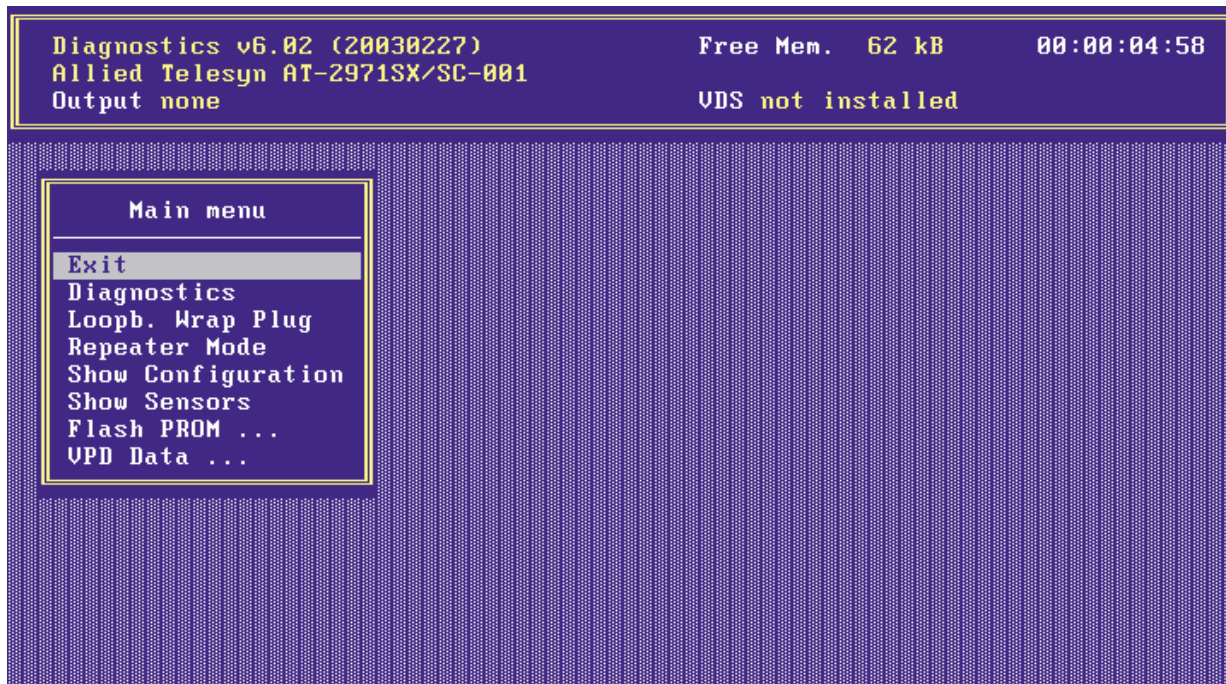 Diagnostics v6.02 (20030227) Free Mem. 62 kB 00:00:04:58
Allied Telesyn AT-2971SX/SC-001
Output none VDS not installed
Main menu
Exit
Diagnostics
Loopb. Wrap Plug
Repeater Mode
Show Configuration
Show Sensors
Flash PROM ...
VPD Data ...